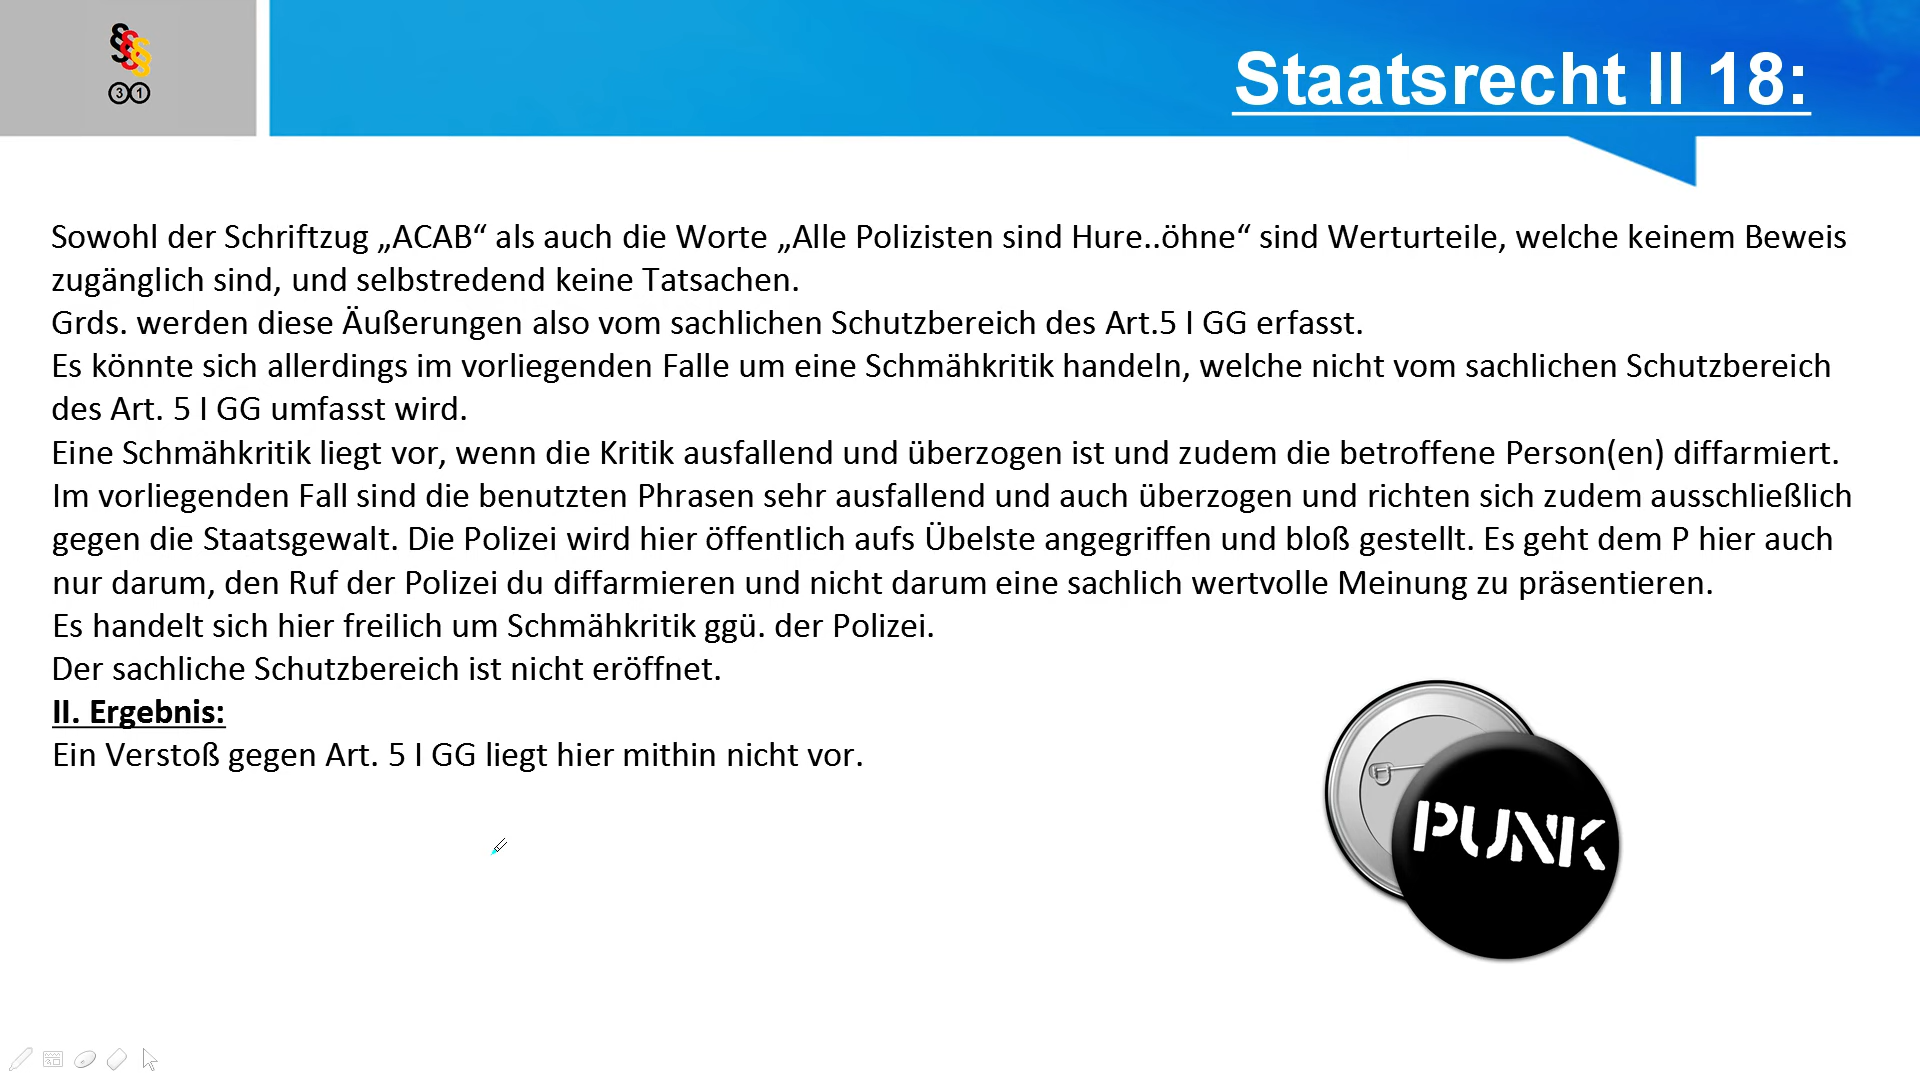 §§§
31
Staatsrecht II 18:
Sowohl der Schriftzug „ACAB“ als auch die Worte „Alle Polizisten sind Hure..öhne“ sind Werturteile, welche keinem Beweis
zugänglich sind, und selbstredend keine Tatsachen.
Grds. werden diese Äußerungen also vom sachlichen Schutzbereich des Art.5 I GG erfasst.
Es könnte sich allerdings im vorliegenden Falle um eine Schmähkritik handeln, welche nicht vom sachlichen Schutzbereich
des Art. 5 I GG umfasst wird.
Eine Schmähkritik liegt vor, wenn die Kritik ausfallend und überzogen ist und zudem die betroffene Person(en) diffarmiert.
Im vorliegenden Fall sind die benutzten Phrasen sehr ausfallend und auch überzogen und richten sich zudem ausschließlich
gegen die Staatsgewalt. Die Polizei wird hier öffentlich aufs Übelste angegriffen und bloß gestellt. Es geht dem P hier auch
nur darum, den Ruf der Polizei du diffarmieren und nicht darum eine sachlich wertvolle Meinung zu präsentieren.
Es handelt sich hier freilich um Schmähkritik ggü. der Polizei.
Der sachliche Schutzbereich ist nicht eröffnet.
II. Ergebnis:
Ein Verstoß gegen Art. 5 I GG liegt hier mithin nicht vor.
PUNK